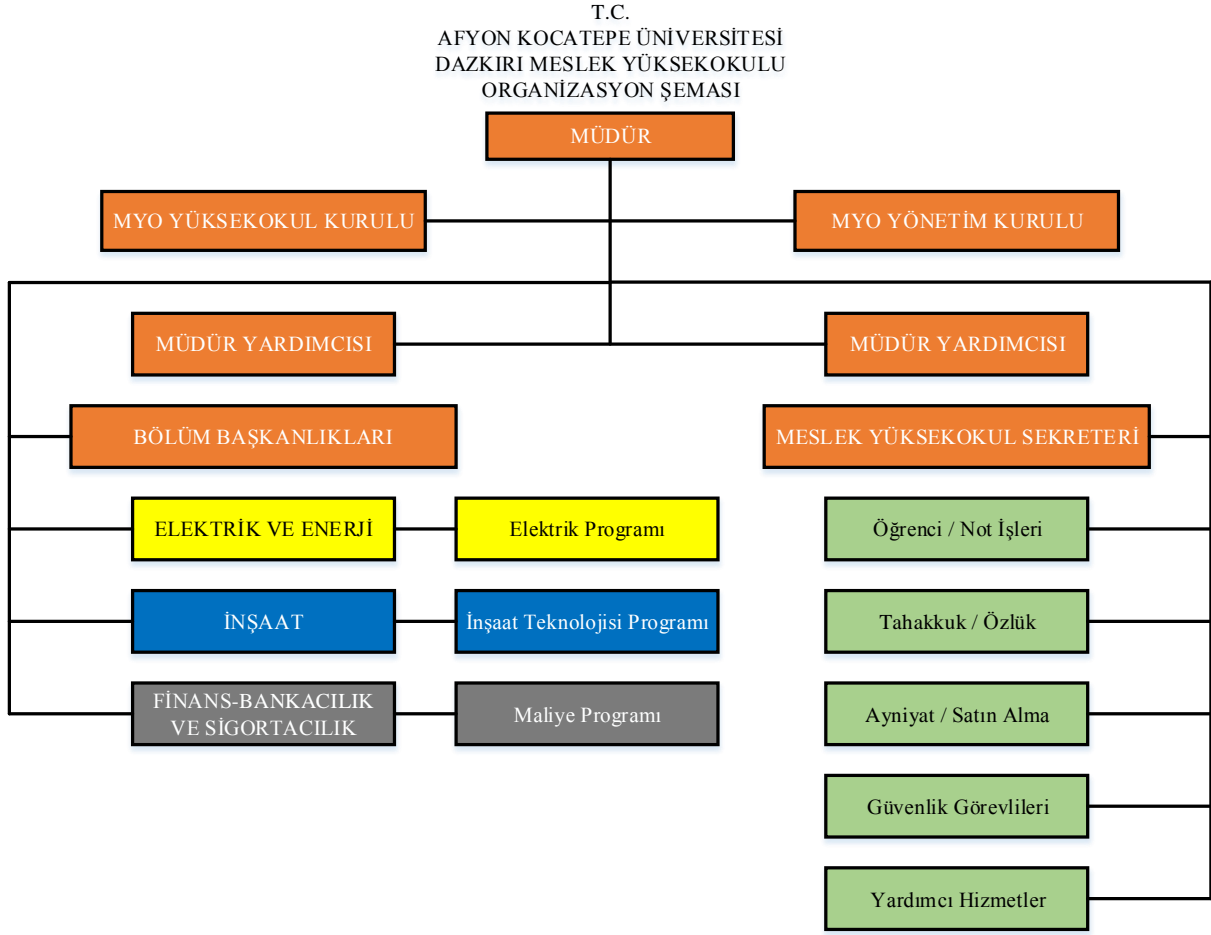 T.C.
AFYON KOCATEPE ÜNİVERSİTESİ
DAZKIRI MESLEK YÜKSEKOKULU
ORGANİZASYON ŞEMASI
MÜDÜR
MYO YÜKSEKOKUL KURULU
MYO YÖNETİM KURULU
MÜDÜR YARDIMCISI
MÜDÜR YARDIMCISI
BÖLÜM BAŞKANLIKLARI
MESLEK YÜKSEKOKUL SEKRETERİ
ELEKTRİK VE ENERJİ
Elektrik Programı
Öğrenci / Not İşleri
İNŞAAT
İnşaat Teknolojisi Programı
Tahakkuk / Özlük
FİNANS-BANKACILIK
VE SİGORTACILIK
Maliye Programı
Ayniyat / Satın Alma
Güvenlik Görevlileri
Yardımcı Hizmetler